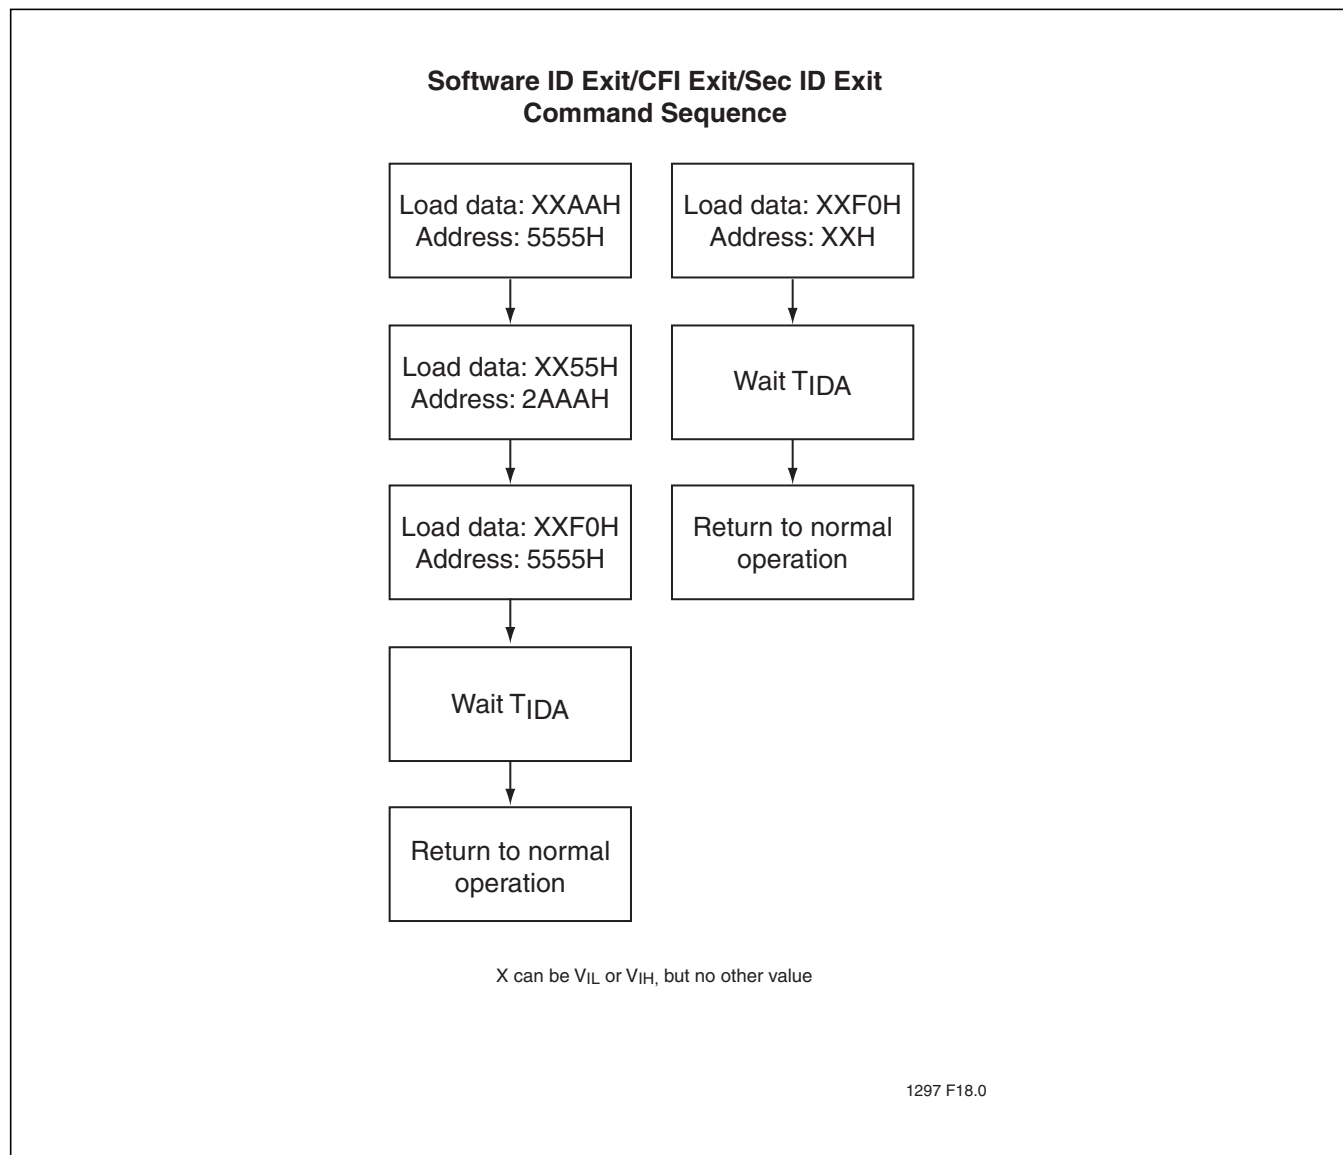 Software ID Exit/CFI Exit/Sec ID Exit
Command Sequence
Load data: XXAAH
Address: 5555H
Load data: XX55H
Address: 2AAAH
Load data: XXF0H
Address: 5555H
Wait TIDA
Return to normal
operation
Load data: XXF0H
Address: XXH
Wait TIDA
Return to normal
operation
X can be VIL or VIH, but no other value
1297 F18.0